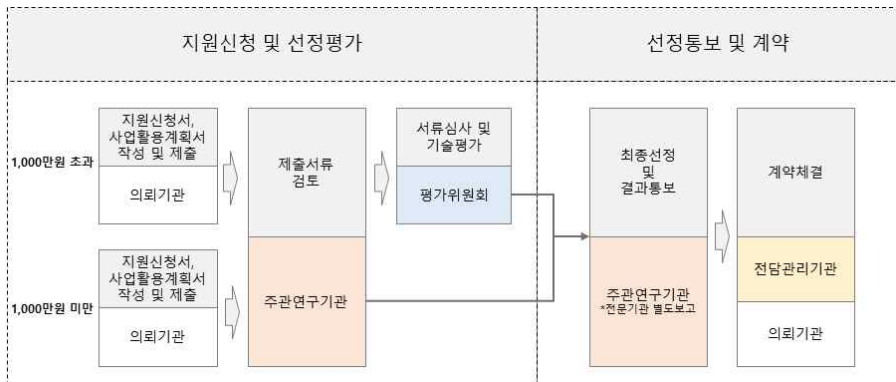 지원신청 및 선정평가
선정통보 및 계약
1,000만원 초과
지원신청서,
사업활용계획서
작성 및 제출
의뢰기관
제출서류
검토
주관연구기관
서류심사 및
기술평가
평가위원회
1,000만원 미만
지원신청서,
사업활용계획서
작성 및 제출
의뢰기관
최종선정
및
결과통보
주관연구기관
*전문기관 별도보고
계약체결
전담관리기관
의뢰기관